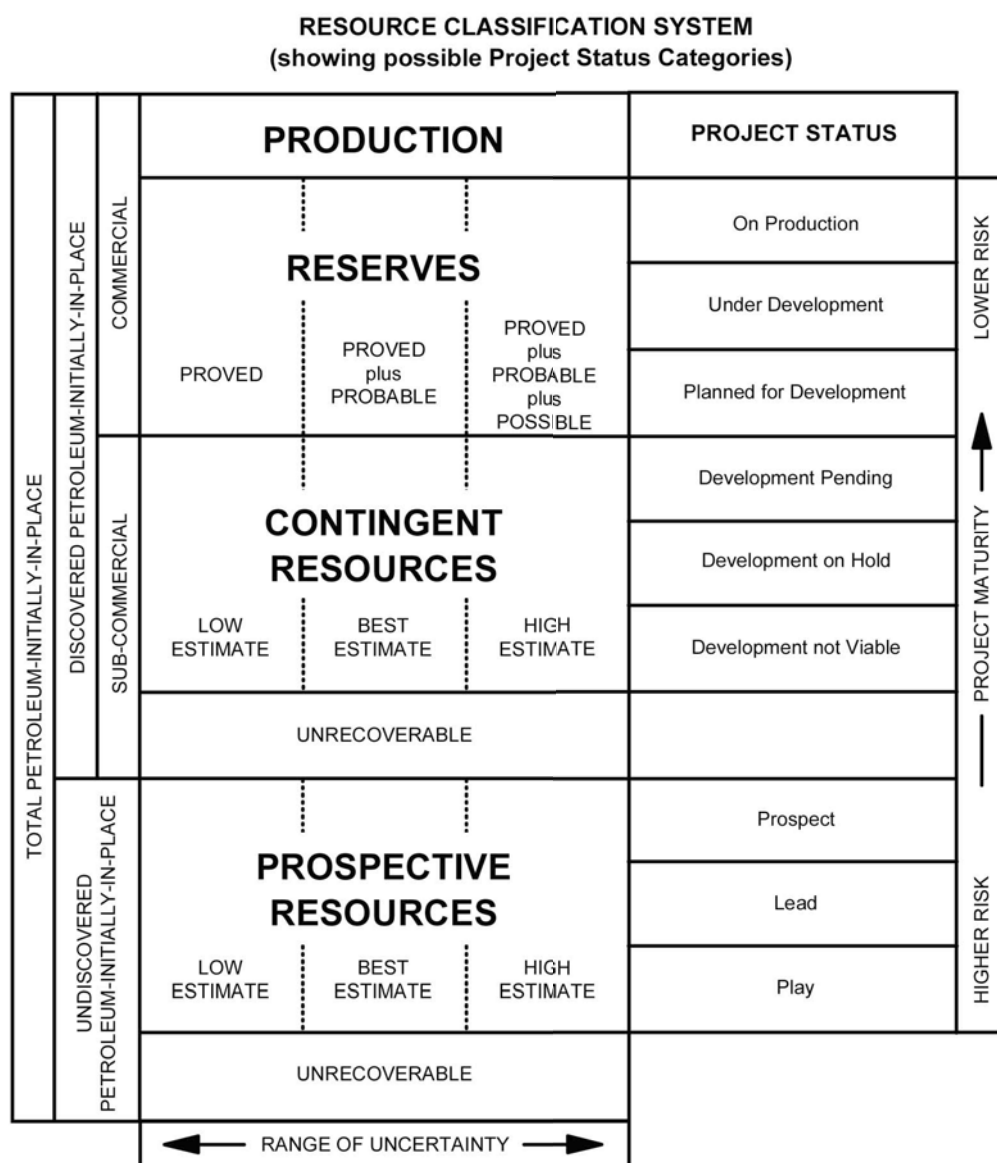 RESOURCE CLASSIFICATION SYSTEM
(showing possible Project Status Categories)
TOTAL PETROLEUM-INITIALLY-IN-PLACE
DISCOVERED PETROLEUM-INITIALLY-IN-PLACE
COMMERCIAL
PRODUCTION
PROJECT STATUS
RESERVES
PROVED
PROVED
plus
PROBABLE
PROVED
plus
PROBABLE
plus
POSSIBLE
On Production
Under Development
Planned for Development
LOWER RISK
SUB-COMMERCIAL
CONTINGENT
RESOURCES
LOW
ESTIMATE
BEST
ESTIMATE
HIGH
ESTIMATE
Development Pending
Development on Hold
Development not Viable
PROJECT MATURITY
UNRECOVERABLE
UNDISCOVERED
PETROLEUM-INITIALLY-IN-PLACE
PROSPECTIVE
RESOURCES
LOW
ESTIMATE
BEST
ESTIMATE
HIGH
ESTIMATE
Prospect
Lead
Play
HIGHER RISK
UNRECOVERABLE
RANGE OF UNCERTAINTY